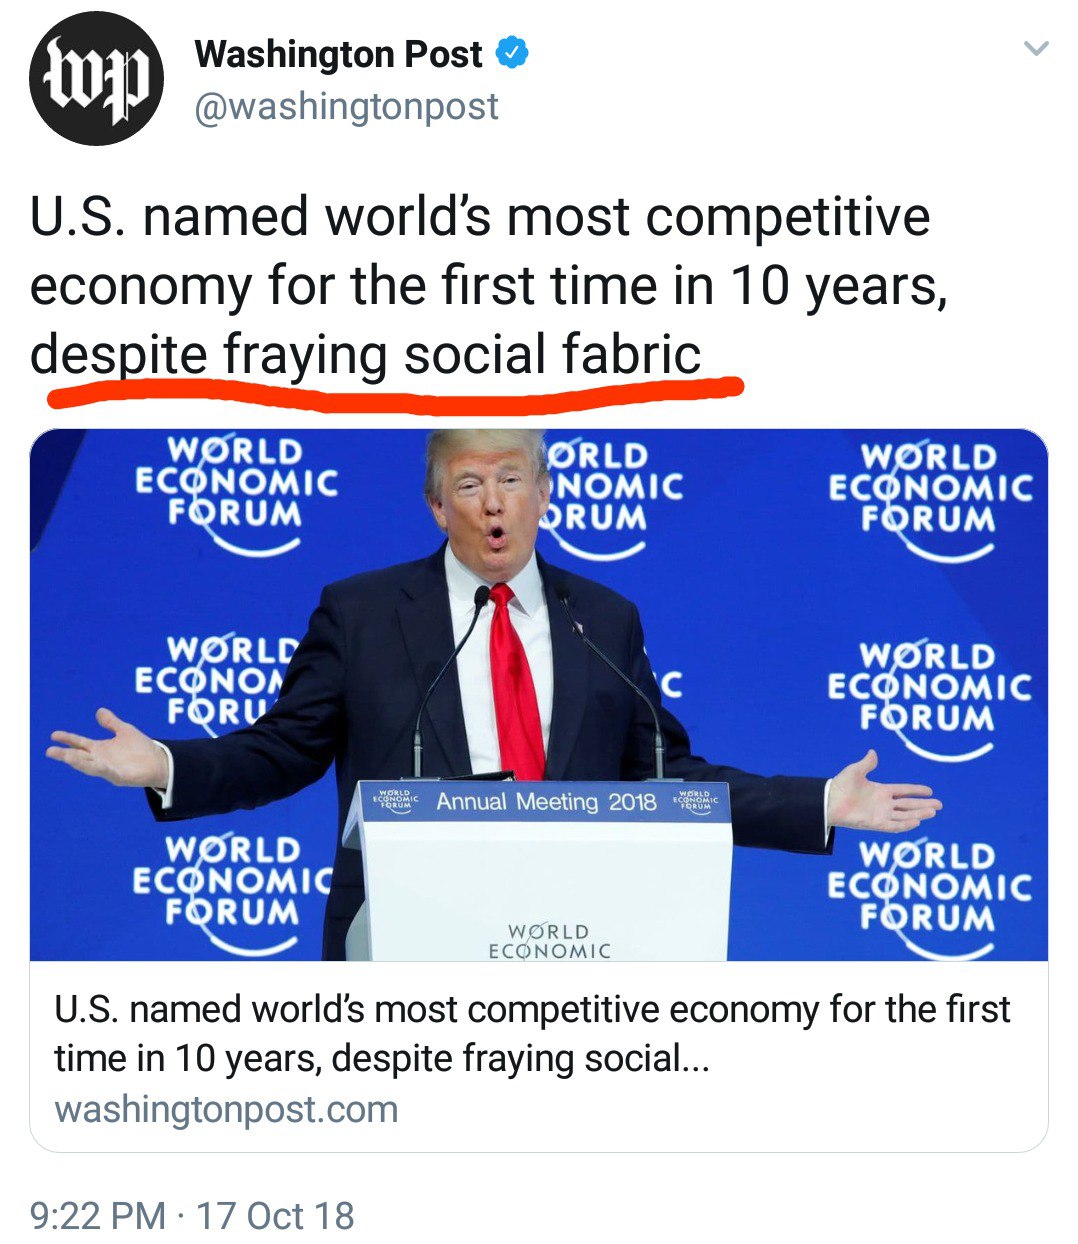 wp
Washington Post
@washingtonpost
U.S. named world's most competitive
economy for the first time in 10 years,
despite fraying social fabric
WORLD
ECONOMIC
FORUM
ORLD
NOMIC
ORUM
WORLD
ECONOMIC
FORUM
WORLD
ECONOM
FORU
C
WORLD
ECONOMIC
FORUM
WORLD
ECONOMIC
FORUM
Annual Meeting 2018
WORLD
ECONOMIC
FORUM
WORLD
ECONOMIC
FORUM
WORLD
ECONOMIC
FORUM
WORLD
ECONOMIC
U.S. named world's most competitive economy for the first
time in 10 years, despite fraying social...
washingtonpost.com
9:22 PM · 17 Oct 18